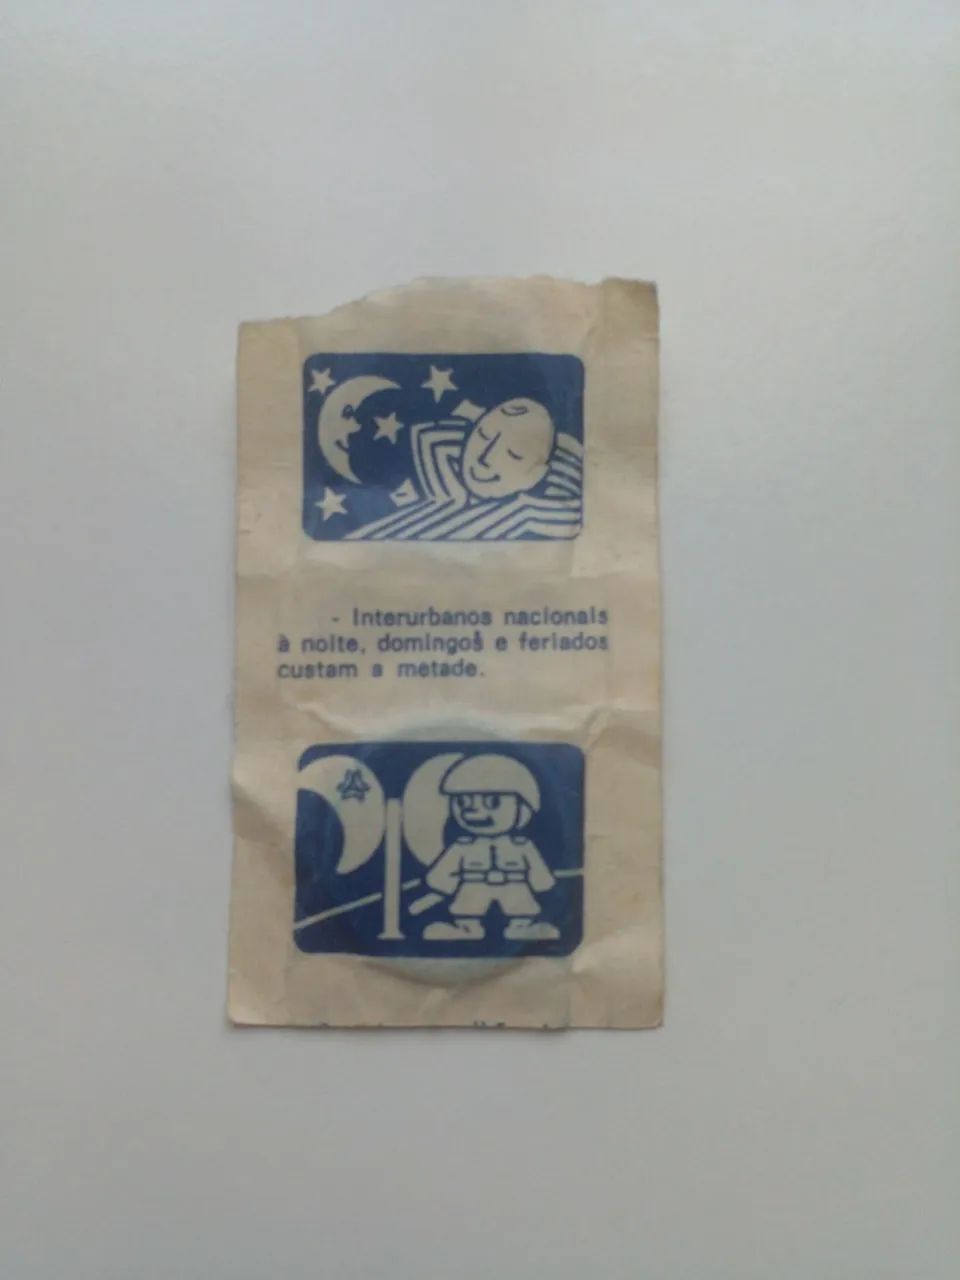 - Interurbanos nacionais
à noite, domingos e feriados
custam a metade.